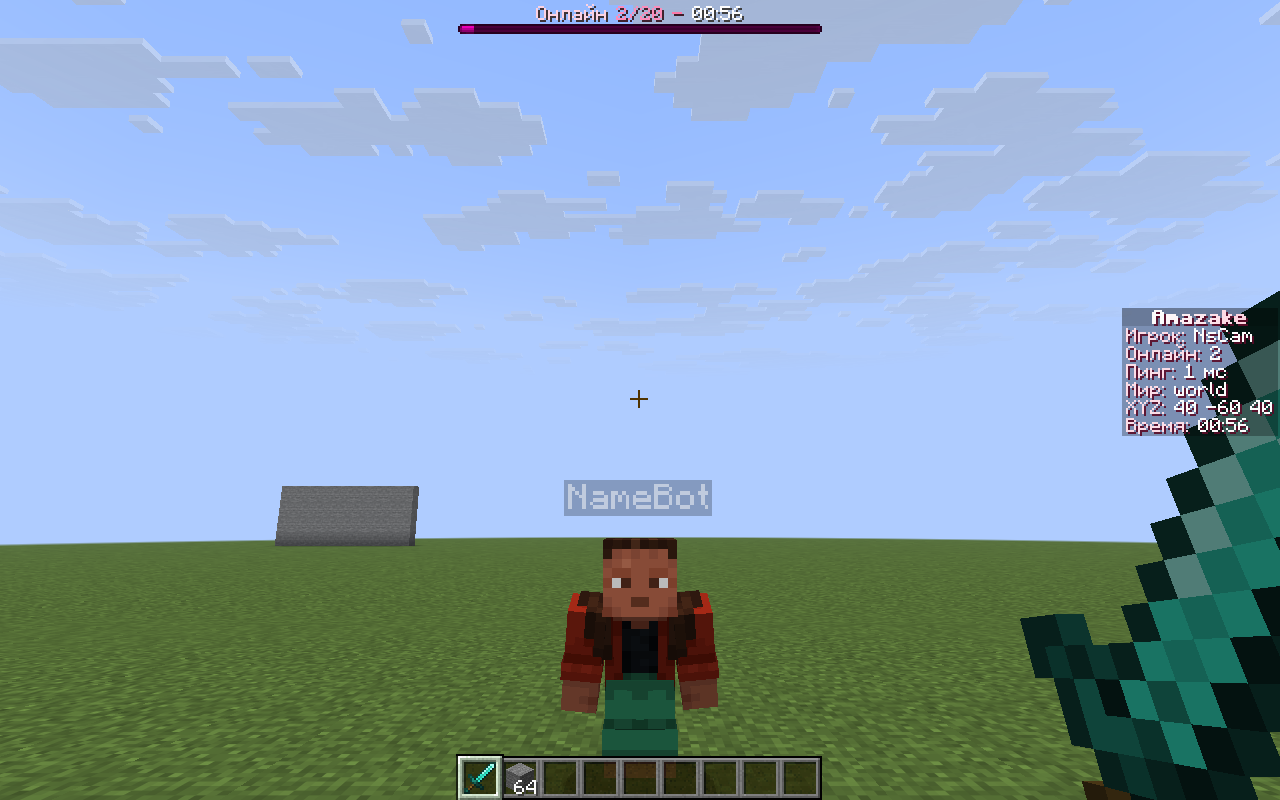 Онлайн 2/20 - 00:56
Amazake
Игрок: NsCam
Онлайн: 2
Пинг: 1 мс
Мир: world
XYZ: 40 -60 40
Время: 00:56
NameBot
64